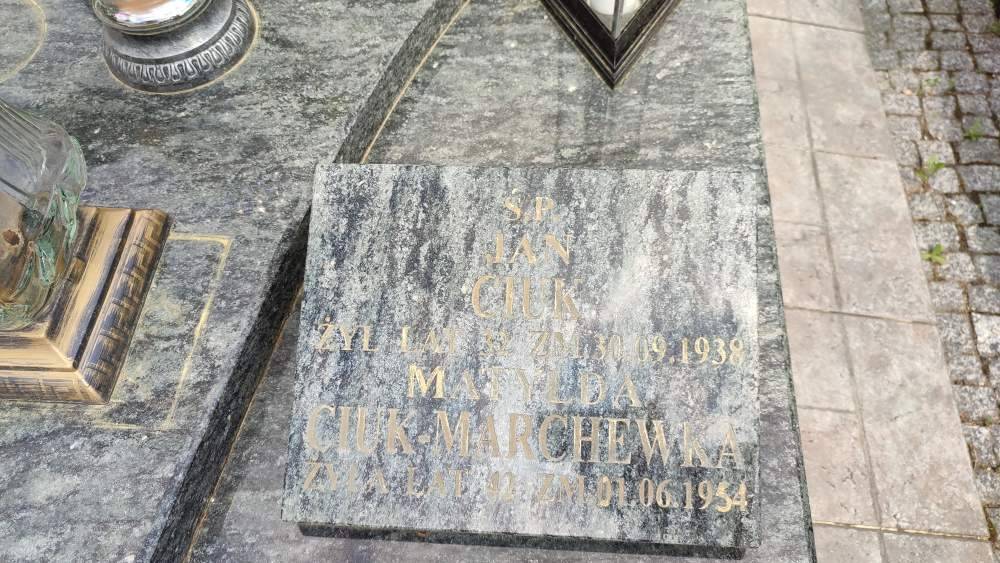 Ś.P.
JAN
CIUK
ŻYŁ LAT 32 ZM.30.09.1938
MATYLDA
CIUK-MARCHEWKA
ŻYŁA LAT 42 ZM.01.06.1954